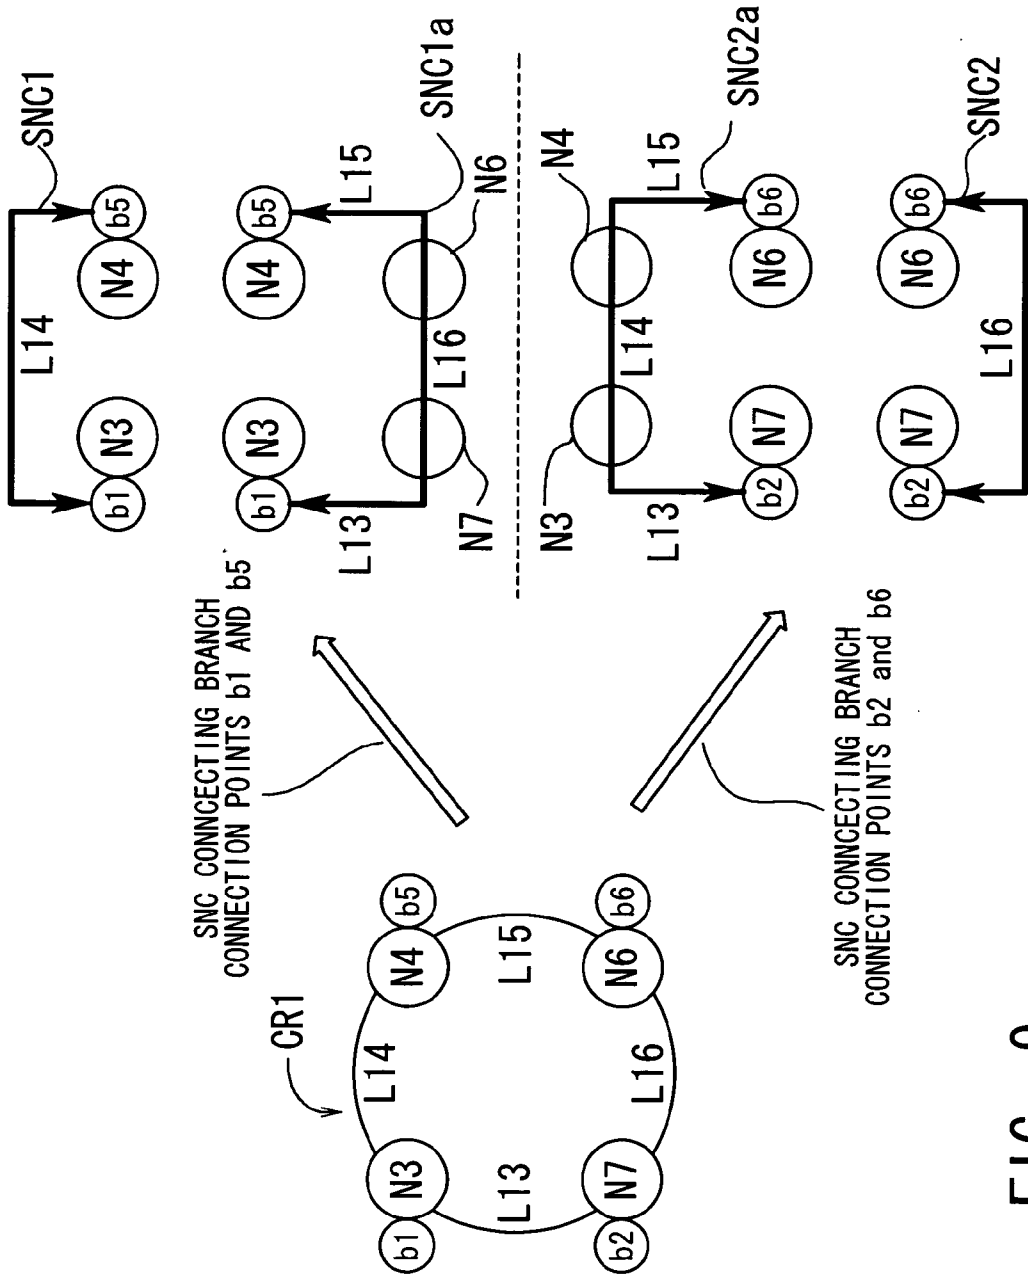 CR1
b1
N3
L14
N4
b5
L13
L15
b2
N7
L16
N6
b6
SNC CONNCECTING BRANCH
CONNECTION POINTS b1 AND b5
SNC CONNCECTING BRANCH
CONNECTION POINTS b2 and b6
L14
SNC1
b1
N3
N4
b5
b1
N3
N4
b5
L13
L16
L15
SNC1a
N7
N6
N3
N4
L13
L14
L15
SNC2a
b2
N7
N6
b6
b2
N7
N6
b6
L16
SNC2
FIG.